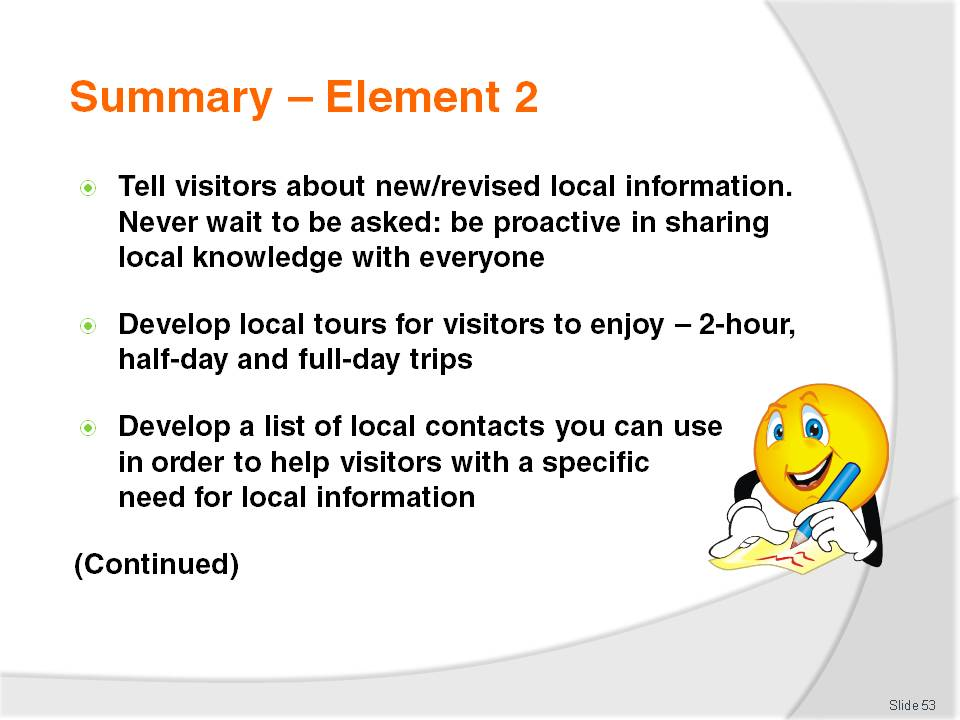 Summary – Element 2
Tell visitors about new/revised local information.
Never wait to be asked: be proactive in sharing
local knowledge with everyone
Develop local tours for visitors to enjoy – 2-hour,
half-day and full-day trips
Develop a list of local contacts you can use
in order to help visitors with a specific
need for local information
(Continued)
Slide 53